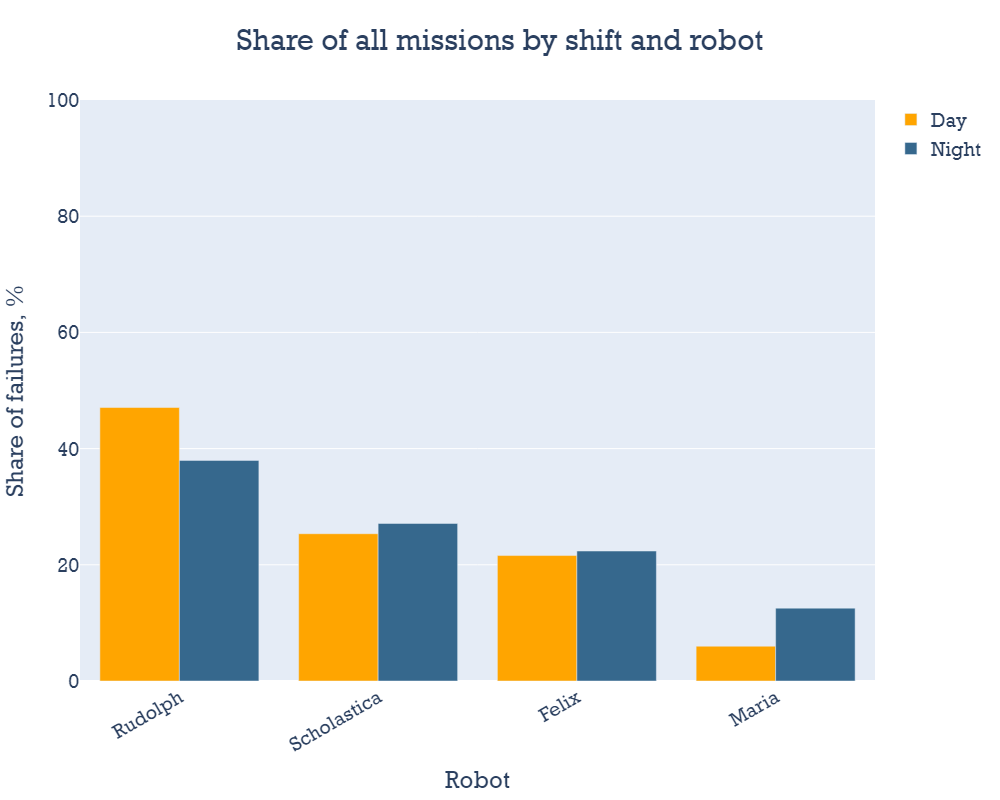 Share of all missions by shift and robot
100
80
60
40
20
0
Share of failures, %
Rudolph
Scholastica
Felix
Maria
Robot
Day
Night